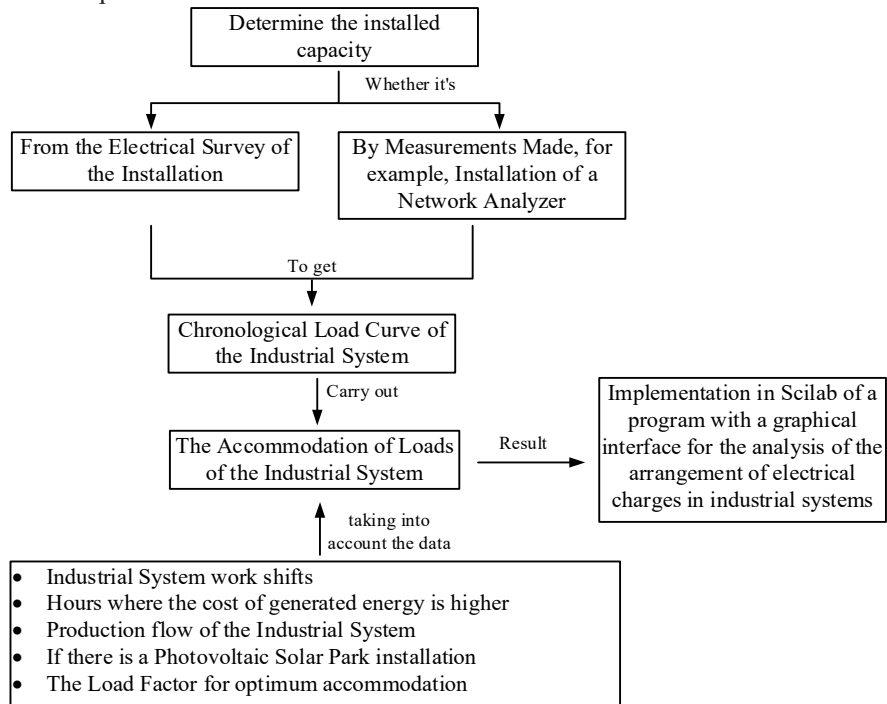 Determine the installed
capacity
Whether it's
From the Electrical Survey of
the Installation
By Measurements Made, for
example, Installation of a
Network Analyzer
To get
Chronological Load Curve of
the Industrial System
Carry out
The Accommodation of Loads
of the Industrial System
Result
Implementation in Scilab of a
program with a graphical
interface for the analysis of the
arrangement of electrical
charges in industrial systems
taking into
account the data
• Industrial System work shifts
• Hours where the cost of generated energy is higher
• Production flow of the Industrial System
• If there is a Photovoltaic Solar Park installation
• The Load Factor for optimum accommodation